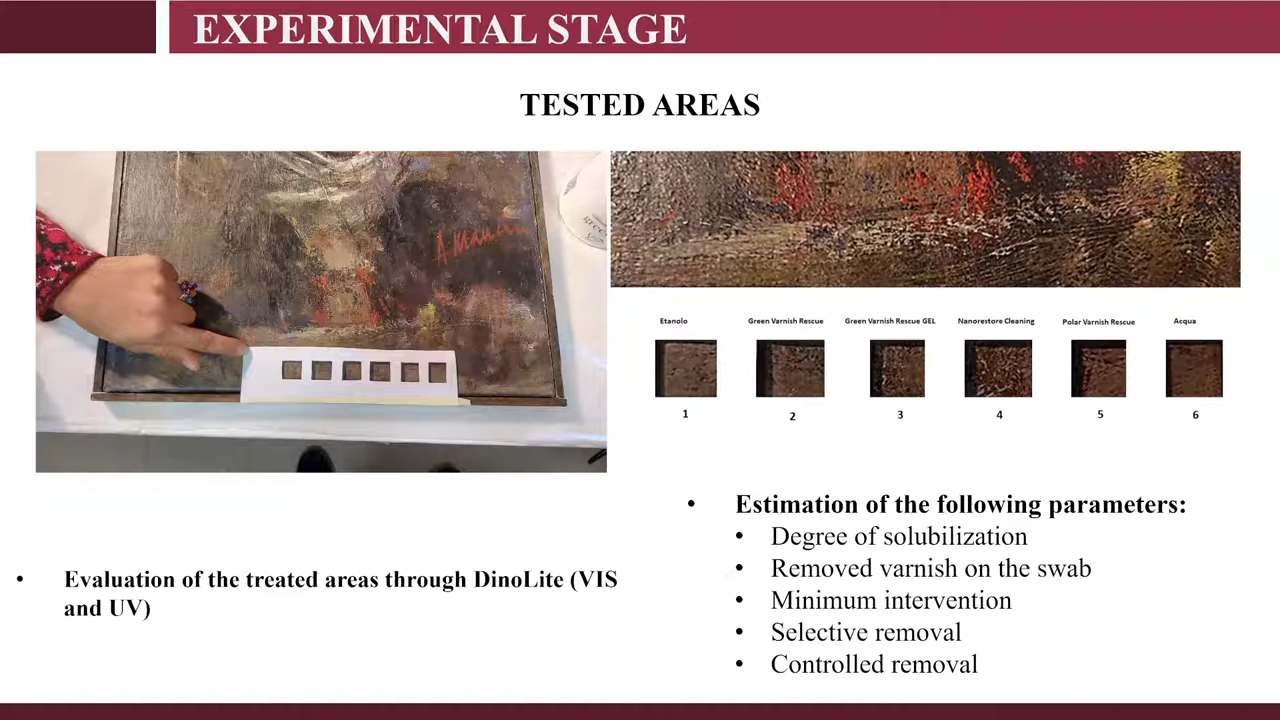 EXPERIMENTAL STAGE
TESTED AREAS
A. Mancini
Etanolo
Green Varnish Rescue
Green Varnish Rescue GEL
Nanorestore Cleaning
Polar Varnish Rescue
Acqua
1
2
3
4
5
6
• Estimation of the following parameters:
• Degree of solubilization
• Removed varnish on the swab
• Minimum intervention
• Selective removal
• Controlled removal
• Evaluation of the treated areas through DinoLite (VIS
and UV)